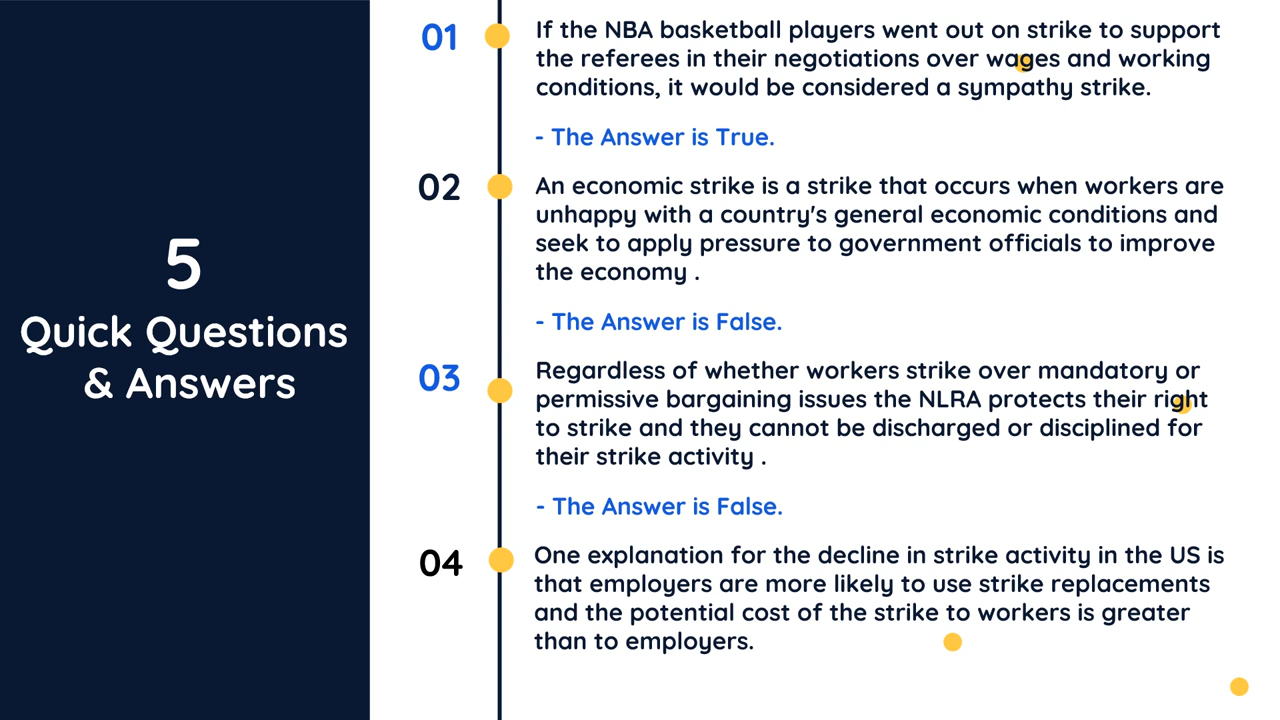 5
Quick Questions
& Answers
01
If the NBA basketball players went out on strike to support
the referees in their negotiations over wages and working
conditions, it would be considered a sympathy strike.
- The Answer is True.
02
An economic strike is a strike that occurs when workers are
unhappy with a country's general economic conditions and
seek to apply pressure to government officials to improve
the economy .
- The Answer is False.
03
Regardless of whether workers strike over mandatory or
permissive bargaining issues the NLRA protects their right
to strike and they cannot be discharged or disciplined for
their strike activity .
- The Answer is False.
04
One explanation for the decline in strike activity in the US is
that employers are more likely to use strike replacements
and the potential cost of the strike to workers is greater
than to employers.